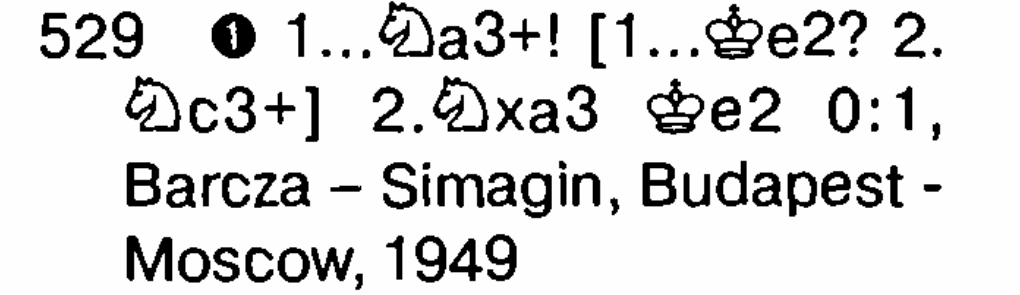 529 ❶ 1...♘a3+! [1...♔e2? 2.
♘c3+] 2.♘xa3 ♔e2 0:1,
Barcza – Simagin, Budapest -
Moscow, 1949